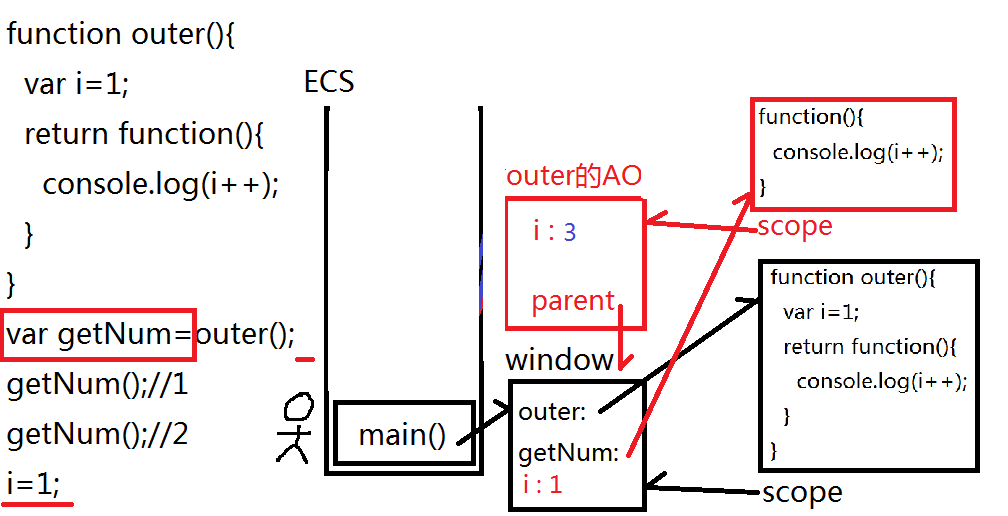 function outer(){
var i=1;
return function(){
console.log(i++);
}
}
var getNum=outer();
getNum();//1
getNum();//2
i=1;
ECS
main()
outer的AO
i : 3
parent
window
outer:
getNum:
i : 1
function(){
console.log(i++);
}
scope
function outer(){
var i=1;
return function(){
console.log(i++);
}
}
scope